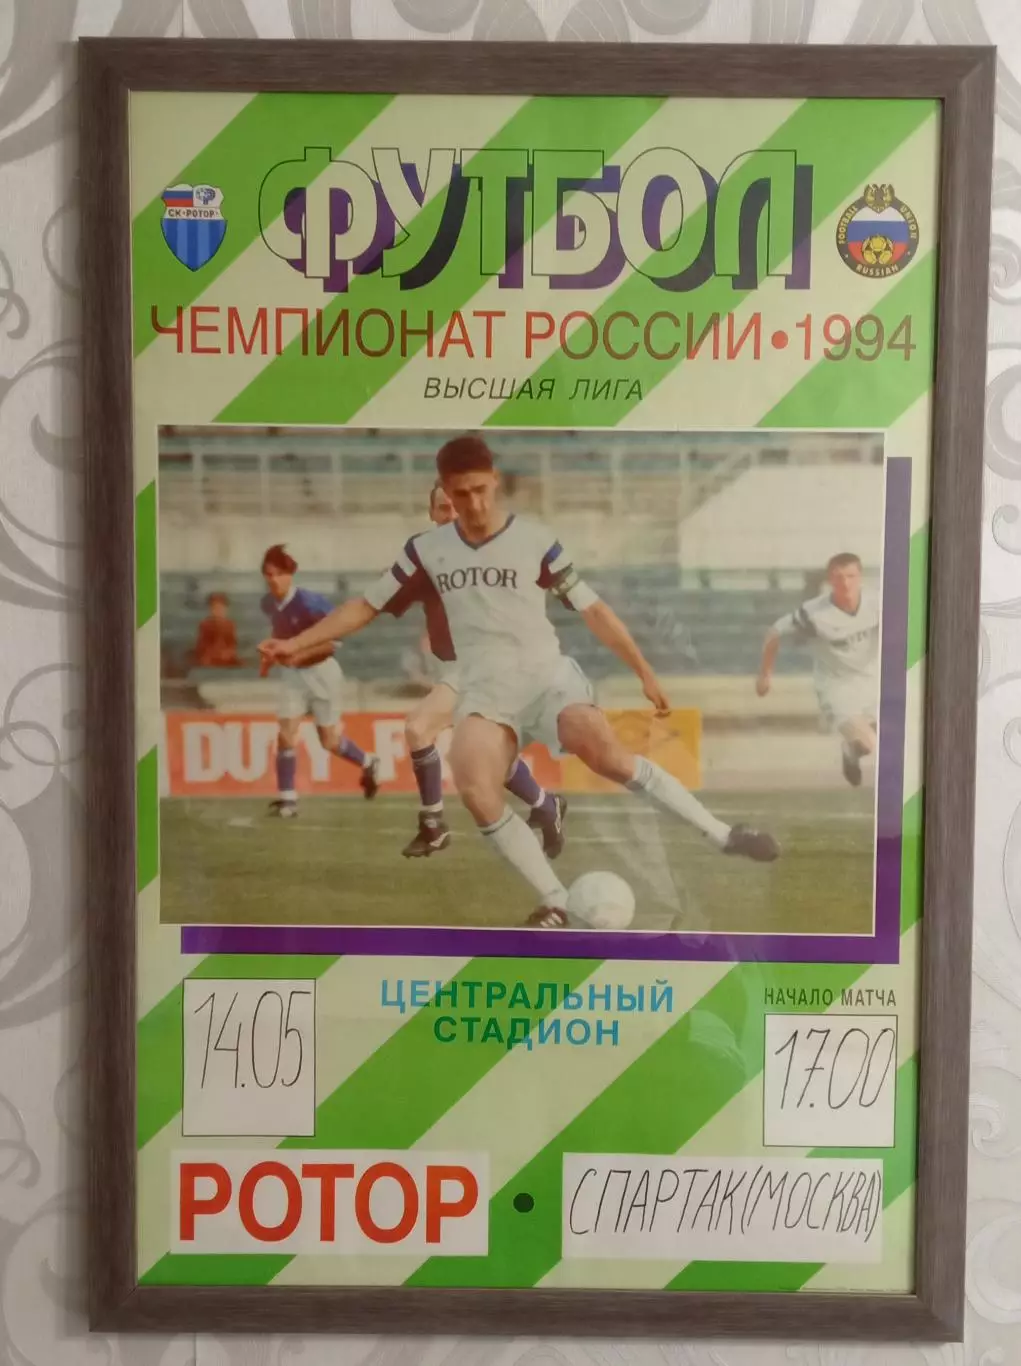 ФУТБОЛ
СК·РОТОР·
FOOTBALL UNION
RUSSIAN
ЧЕМПИОНАТ РОССИИ•1994
ВЫСШАЯ ЛИГА
ROTOR
DUTY F
ЦЕНТРАЛЬНЫЙ
СТАДИОН
НАЧАЛО МАТЧА
14.05
17.00
РОТОР • СПАРТАК(МОСКВА)